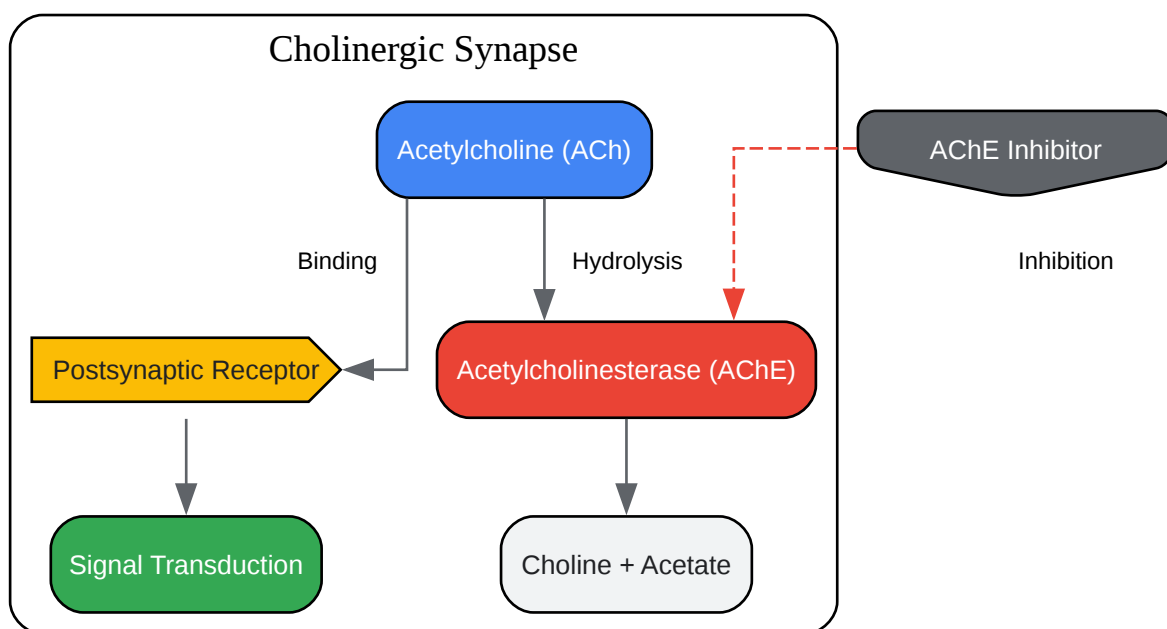 Cholinergic Synapse
Acetylcholine (ACh)
AChE Inhibitor
Binding
Hydrolysis
Inhibition
Postsynaptic Receptor
Acetylcholinesterase (AChE)
Signal Transduction
Choline + Acetate